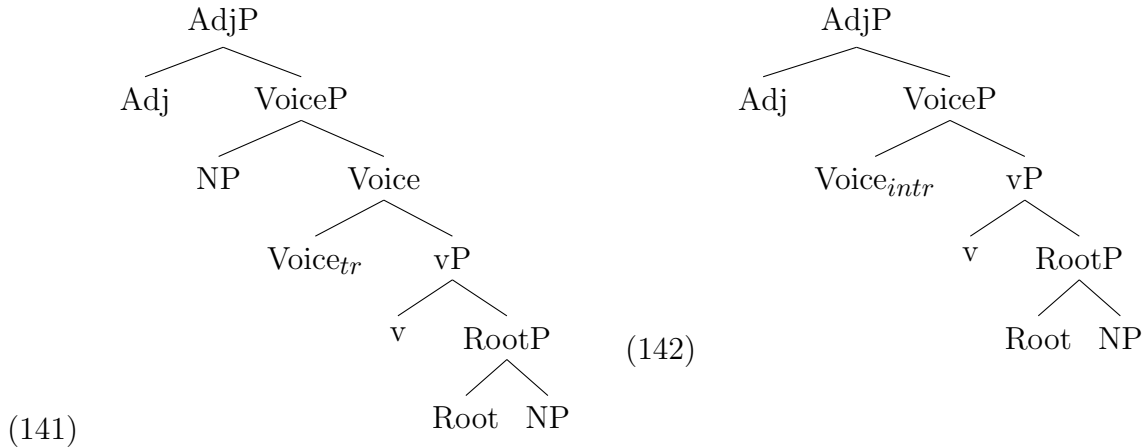 AdjP
Adj VoiceP
NP Voice
Voice_tr vP
v RootP
Root NP
(141)
AdjP
Adj VoiceP
Voice_intr vP
v RootP
Root NP
(142)